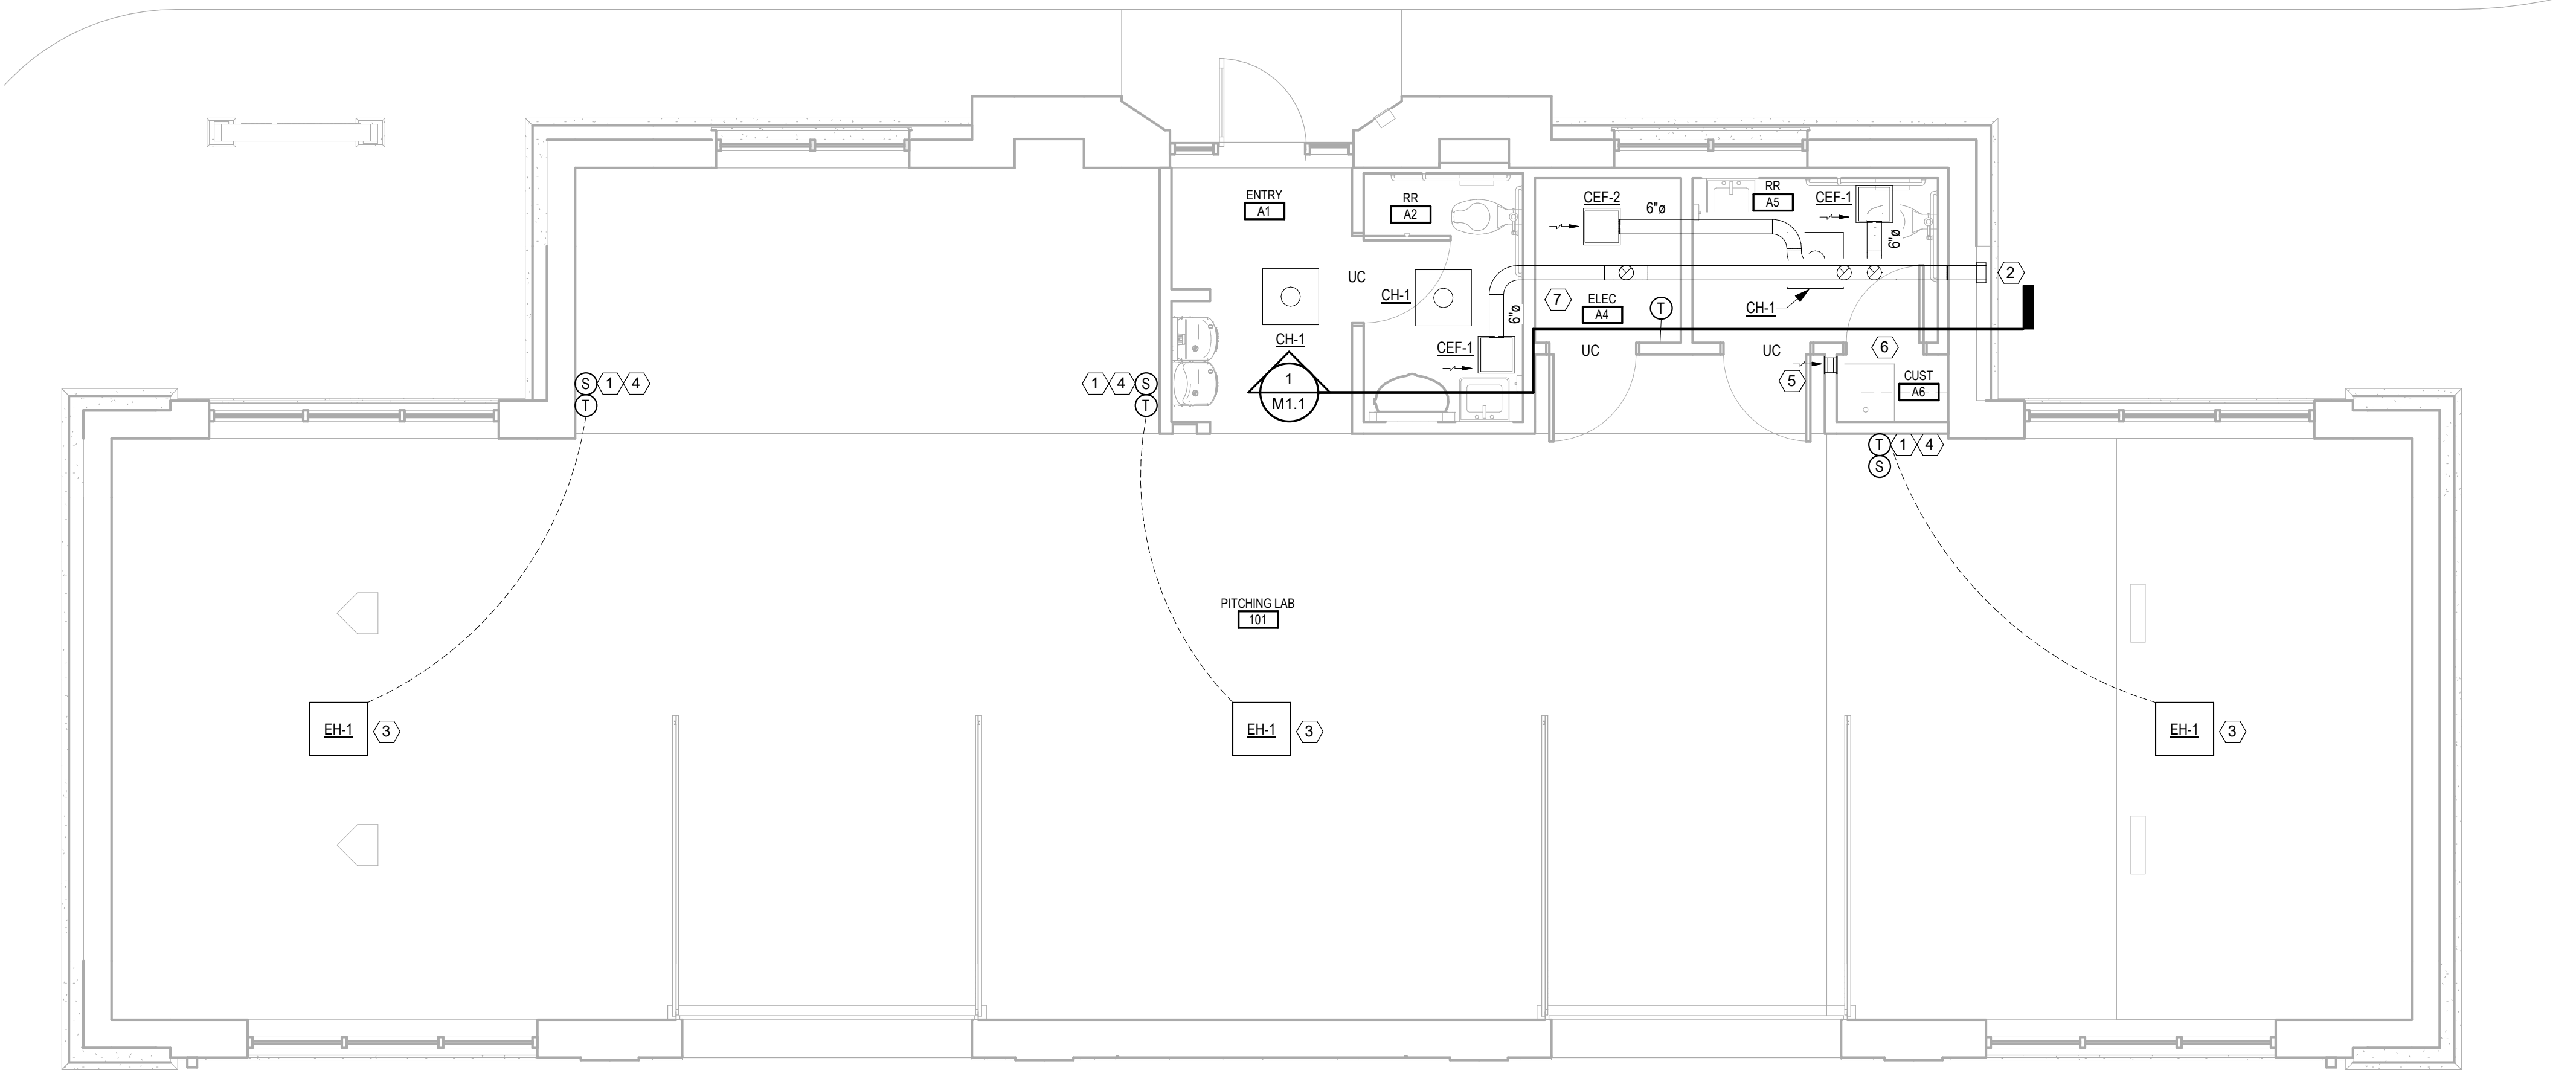 ENTRY
A1
RR
A2
CEF-2
6"ø
RR
A5
CEF-1
6"ø
2
UC
CH-1
CH-1
6"ø
7
ELEC
A4
T
CH-1
CEF-1
UC
UC
6
5
CUST
A6
1
M1.1
S 1 4
T
1 4 S
T
T 1 4
S
PITCHING LAB
101
EH-1 3
EH-1 3
EH-1 3